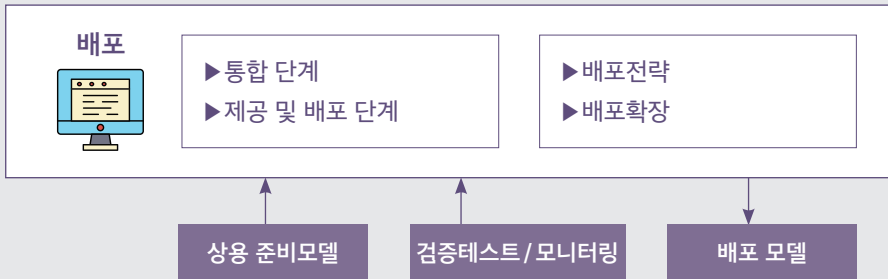 배포
▶통합 단계
▶제공 및 배포 단계
▶배포전략
▶배포확장
상용 준비모델
검증테스트/모니터링
배포 모델